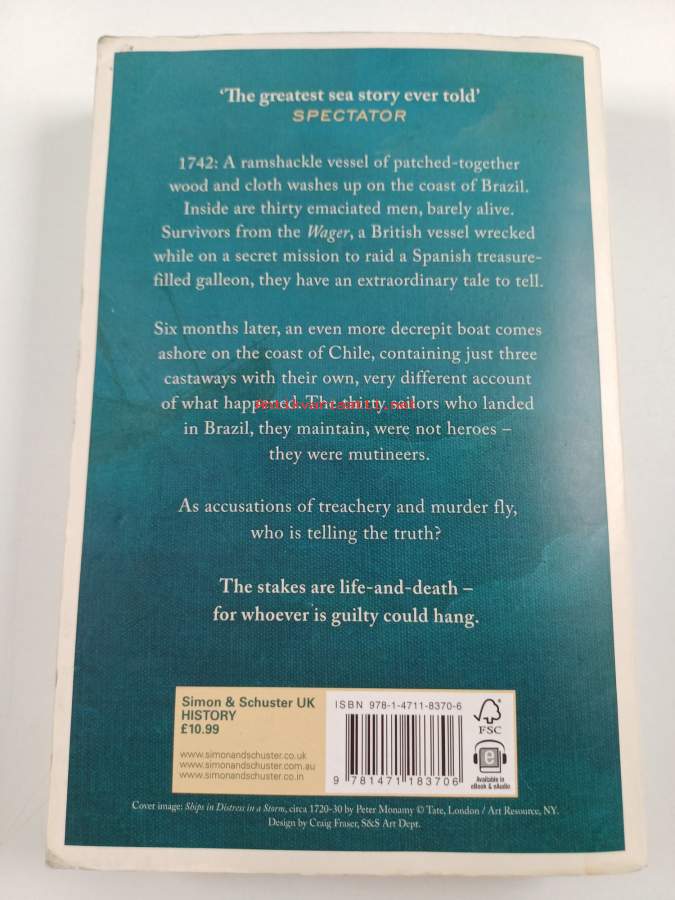 ‘The greatest sea story ever told’
SPECTATOR
1742: A ramshackle vessel of patched-together
wood and cloth washes up on the coast of Brazil.
Inside are thirty emaciated men, barely alive.
Survivors from the Wager, a British vessel wrecked
while on a secret mission to raid a Spanish treasure-
filled galleon, they have an extraordinary tale to tell.
Six months later, an even more decrepit boat comes
ashore on the coast of Chile, containing just three
castaways with their own, very different account
of what happened. The thirty sailors who landed
in Brazil, they maintain, were not heroes –
they were mutineers.
As accusations of treachery and murder fly,
who is telling the truth?
The stakes are life-and-death –
for whoever is guilty could hang.
Simon & Schuster UK
HISTORY
£10.99
www.simonandschuster.co.uk
www.simonandschuster.com.au
www.simonandschuster.co.in
ISBN 978-1-4711-8370-6
9 781471 183706
FSC
e
Available in
eBook & eAudio
Cover image: Ships in Distress in a Storm, circa 1720-30 by Peter Monamy © Tate, London / Art Resource, NY.
Design by Craig Fraser, S&S Art Dept.